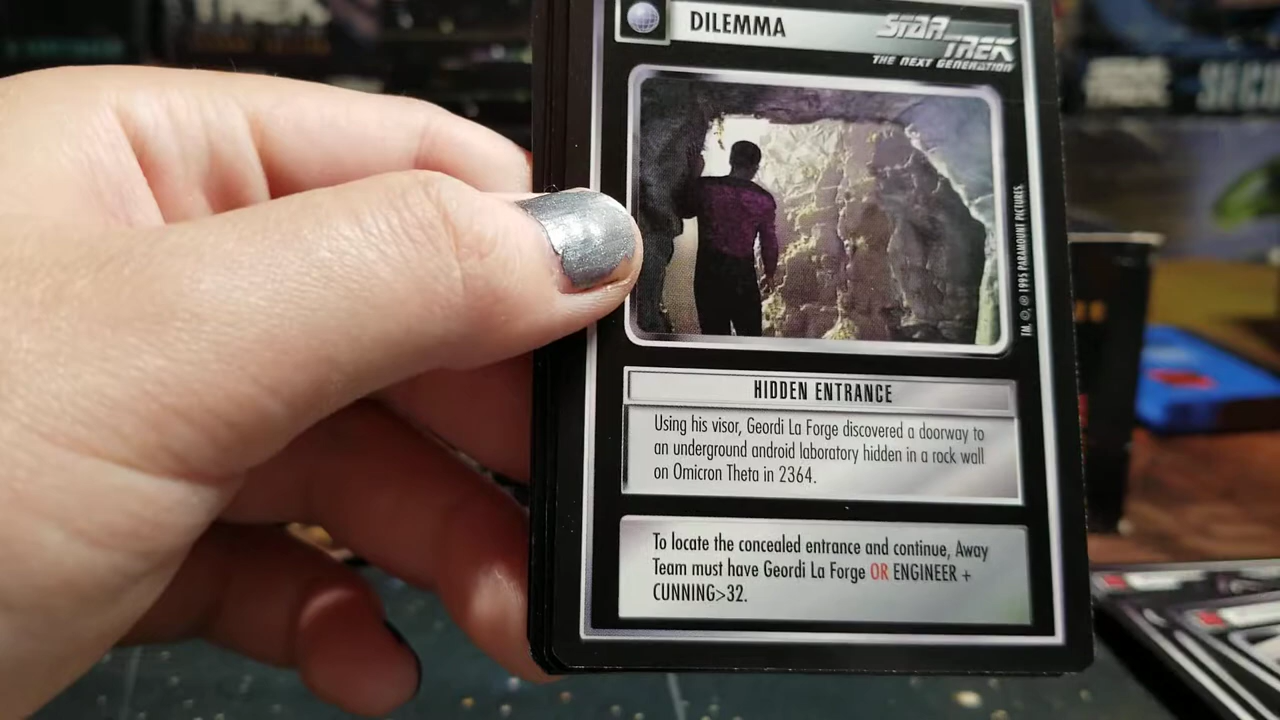 DILEMMA
STAR TREK
THE NEXT GENERATION
TM, ©, ® 1995 PARAMOUNT PICTURES.
HIDDEN ENTRANCE
Using his visor, Geordi La Forge discovered a doorway to
an underground android laboratory hidden in a rock wall
on Omicron Theta in 2364.
To locate the concealed entrance and continue, Away
Team must have Geordi La Forge OR ENGINEER +
CUNNING>32.